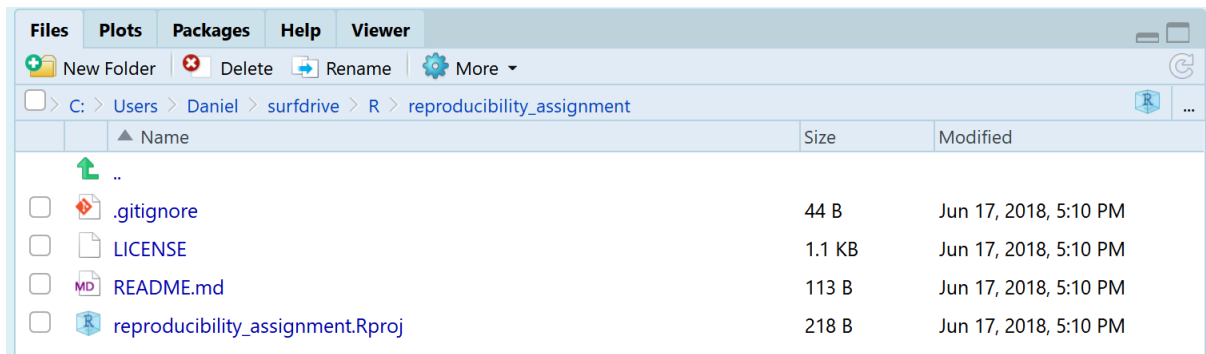 Files Plots Packages Help Viewer
New Folder Delete Rename More
C: > Users > Daniel > surfdrive > R > reproducibility_assignment R ...
Name Size Modified
..
.gitignore 44 B Jun 17, 2018, 5:10 PM
LICENSE 1.1 KB Jun 17, 2018, 5:10 PM
MD README.md 113 B Jun 17, 2018, 5:10 PM
R reproducibility_assignment.Rproj 218 B Jun 17, 2018, 5:10 PM